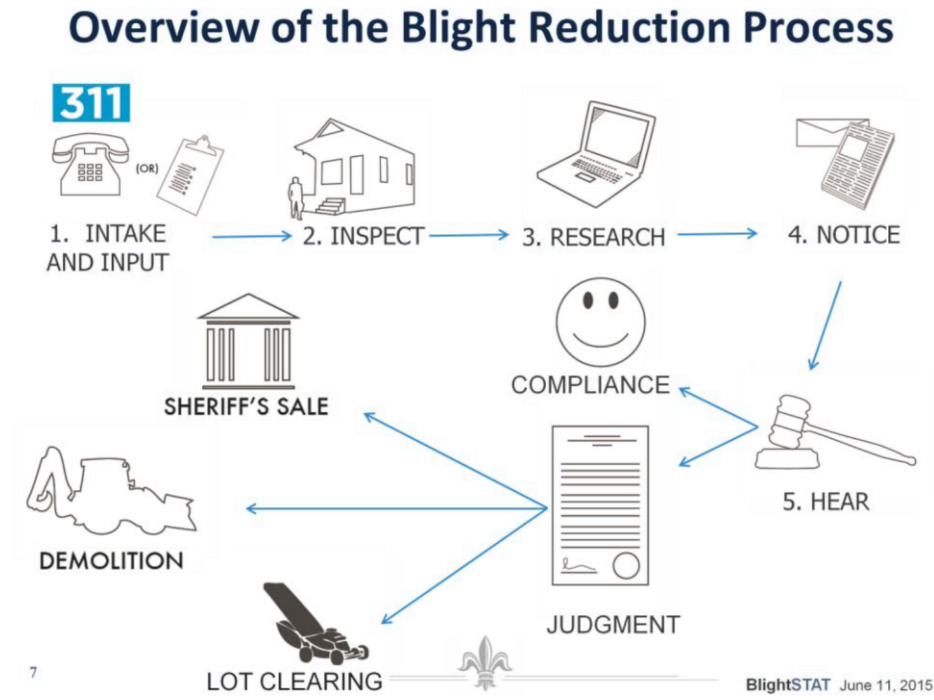 Overview of the Blight Reduction Process
311
(OR)
1. INTAKE
AND INPUT
2. INSPECT
3. RESEARCH
4. NOTICE
SHERIFF'S SALE
COMPLIANCE
5. HEAR
DEMOLITION
JUDGMENT
LOT CLEARING
7
BlightSTAT June 11, 2015